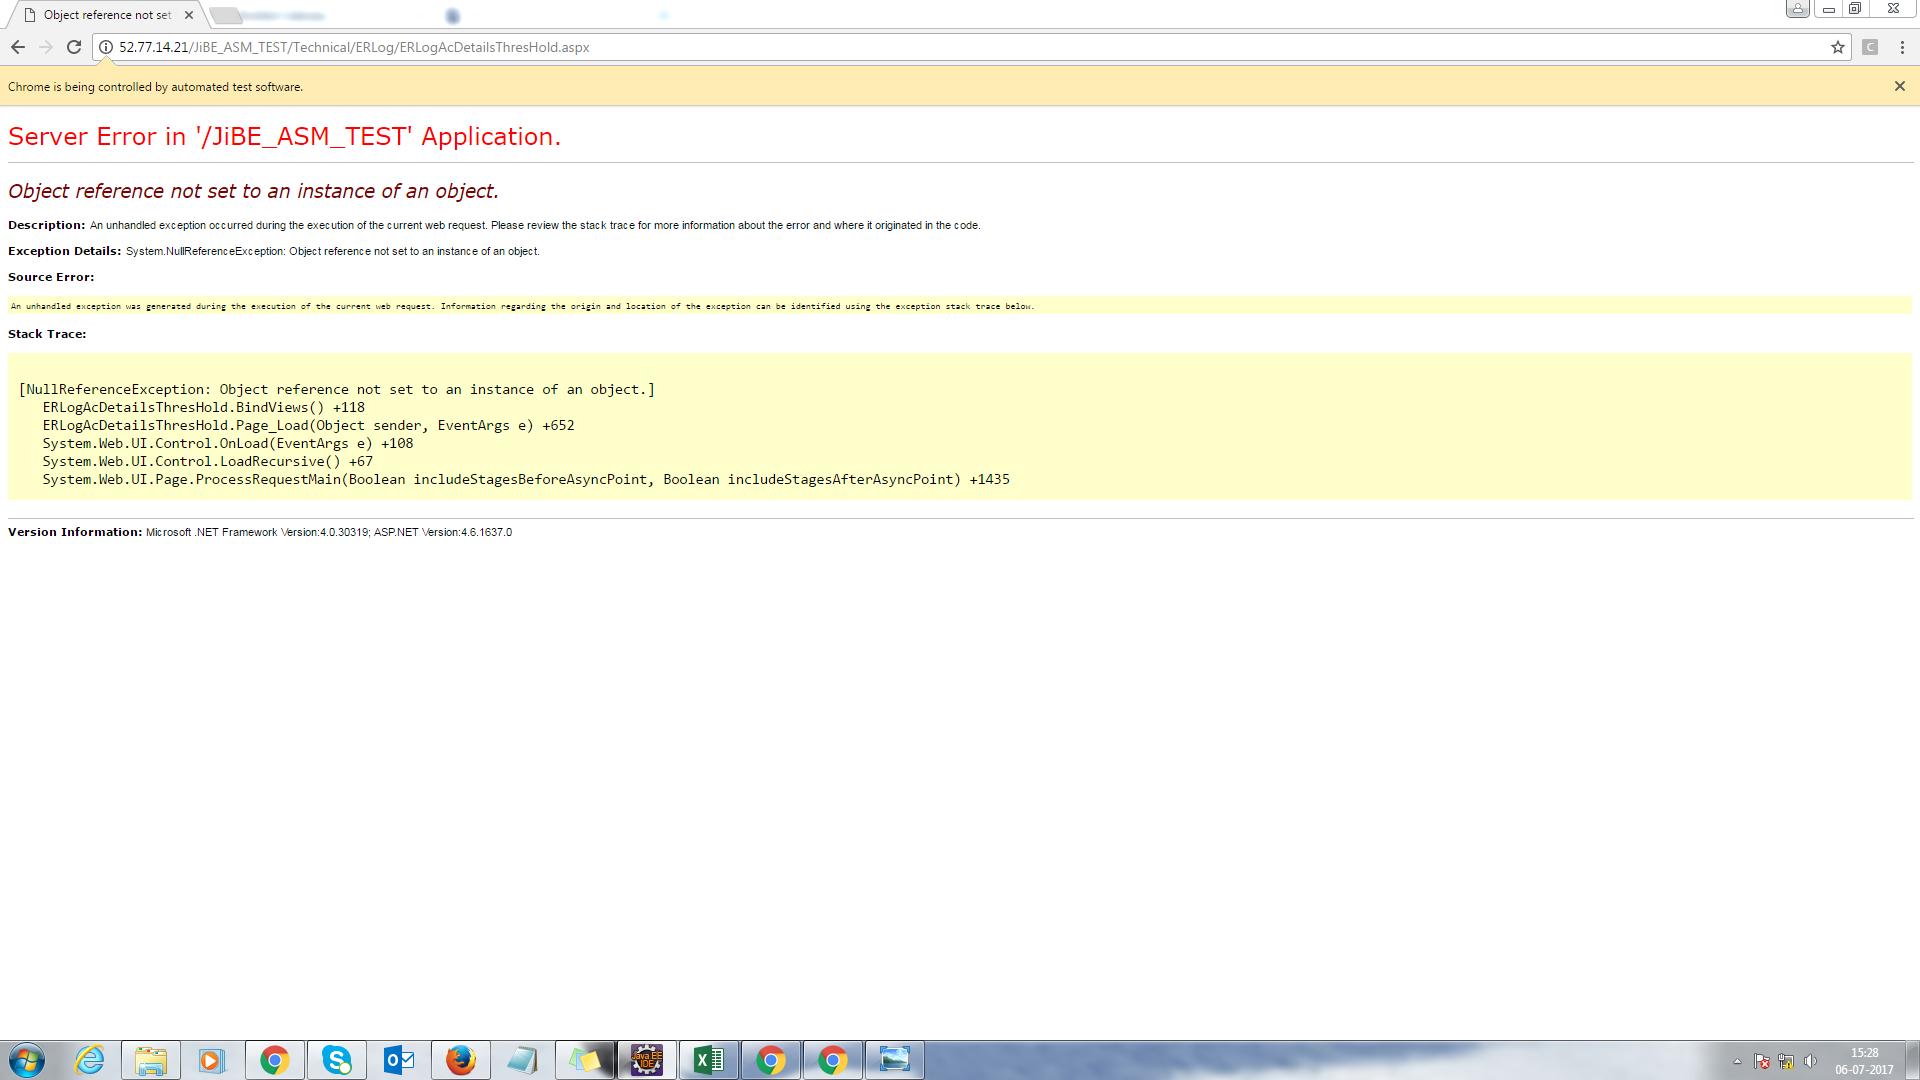 Object reference not set
52.77.14.21/JiBE_ASM_TEST/Technical/ERLog/ERLogAcDetailsThresHold.aspx
C
Chrome is being controlled by automated test software.
Server Error in '/JiBE_ASM_TEST' Application.
Object reference not set to an instance of an object.
Description: An unhandled exception occurred during the execution of the current web request. Please review the stack trace for more information about the error and where it originated in the code.
Exception Details: System.NullReferenceException: Object reference not set to an instance of an object.
Source Error:
An unhandled exception was generated during the execution of the current web request. Information regarding the origin and location of the exception can be identified using the exception stack trace below.
Stack Trace:
[NullReferenceException: Object reference not set to an instance of an object.]
ERLogAcDetailsThresHold.BindViews() +118
ERLogAcDetailsThresHold.Page_Load(Object sender, EventArgs e) +652
System.Web.UI.Control.OnLoad(EventArgs e) +108
System.Web.UI.Control.LoadRecursive() +67
System.Web.UI.Page.ProcessRequestMain(Boolean includeStagesBeforeAsyncPoint, Boolean includeStagesAfterAsyncPoint) +1435
Version Information: Microsoft .NET Framework Version:4.0.30319; ASP.NET Version:4.6.1637.0
Java EE
IDE
15:28
06-07-2017